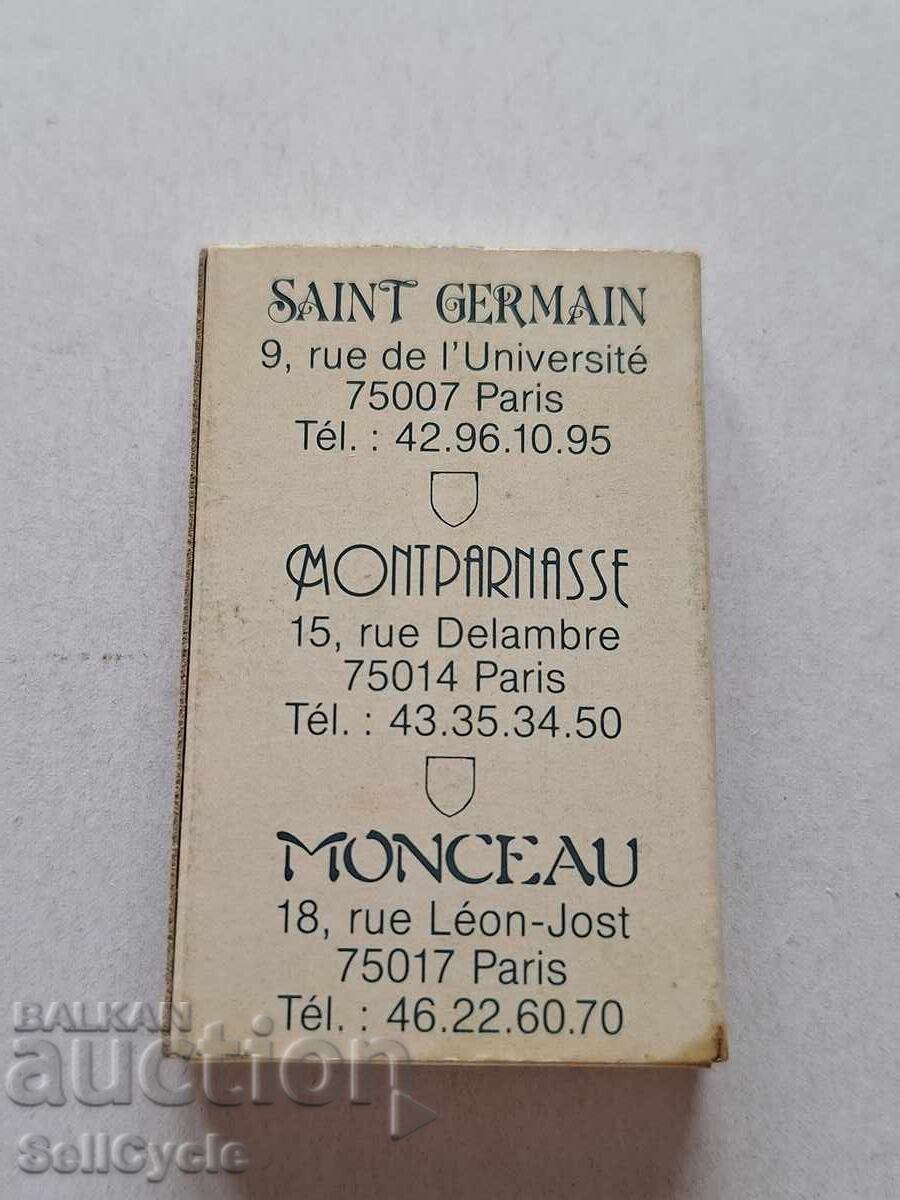 SAINT GERMAIN
9, rue de l'Université
75007 Paris
Tél. : 42.96.10.95
MONTPARNASSE
15, rue Delambre
75014 Paris
Tél. : 43.35.34.50
MONCEAU
18, rue Léon-Jost
75017 Paris
Tél. : 46.22.60.70
BALKAN
auction
SellCycle